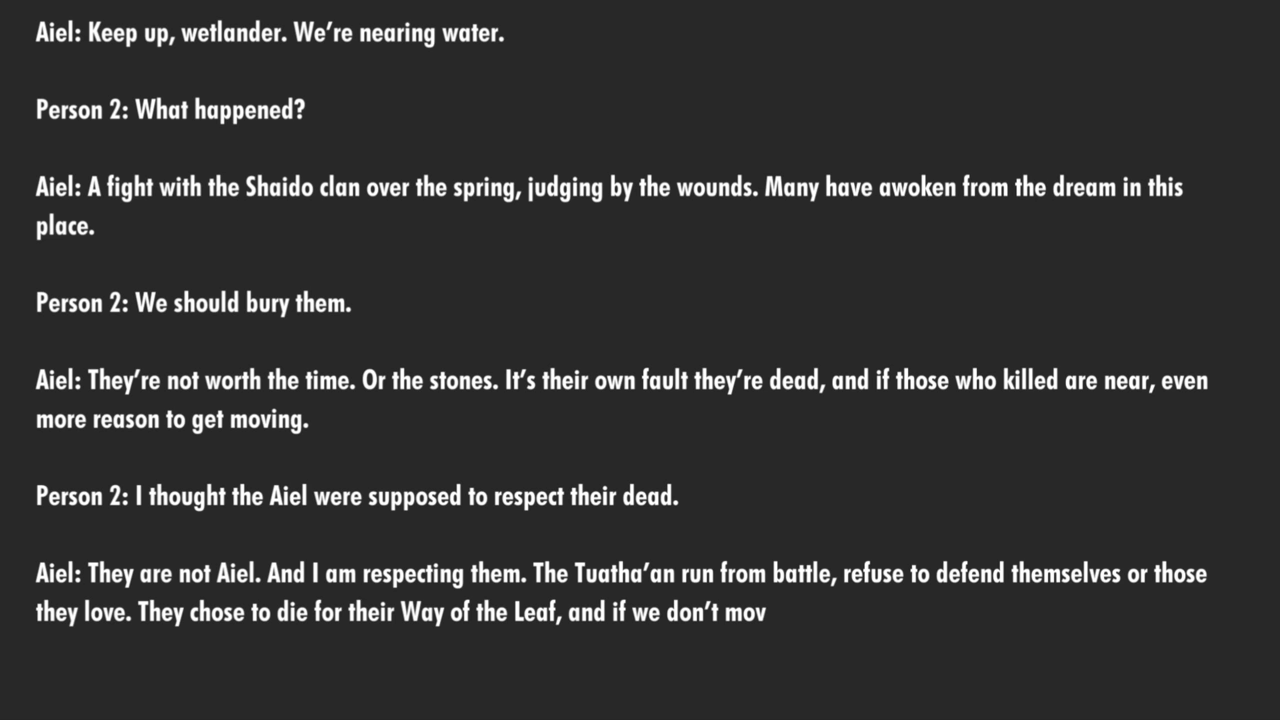 Aiel: Keep up, wetlander. We’re nearing water.
Person 2: What happened?
Aiel: A fight with the Shaido clan over the spring, judging by the wounds. Many have awoken from the dream in this
place.
Person 2: We should bury them.
Aiel: They’re not worth the time. Or the stones. It’s their own fault they’re dead, and if those who killed are near, even
more reason to get moving.
Person 2: I thought the Aiel were supposed to respect their dead.
Aiel: They are not Aiel. And I am respecting them. The Tuatha’an run from battle, refuse to defend themselves or those
they love. They chose to die for their Way of the Leaf, and if we don’t mov